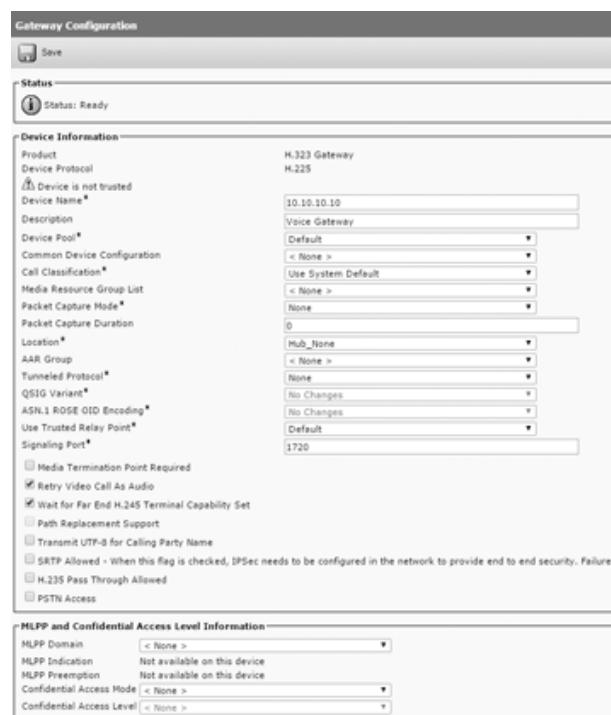 Gateway Configuration
Save
Status
Status: Ready
Device Information
Product H.323 Gateway
Device Protocol H.225
Device is not trusted
Device Name* 10.10.10.10
Description Voice Gateway
Device Pool* Default
Common Device Configuration < None >
Call Classification* Use System Default
Media Resource Group List < None >
Packet Capture Mode* None
Packet Capture Duration 0
Location* Hub_None
AAR Group < None >
Tunneled Protocol* None
QSIG Variant* No Changes
ASN.1 ROSE OID Encoding* No Changes
Use Trusted Relay Point* Default
Signaling Port* 1720
Media Termination Point Required
Retry Video Call As Audio
Wait for Far End H.245 Terminal Capability Set
Path Replacement Support
Transmit UTF-8 for Calling Party Name
SRTP Allowed - When this flag is checked, IPSec needs to be configured in the network to provide end to end security. Failure
H.235 Pass Through Allowed
PSTN Access
MLPP and Confidential Access Level Information
MLPP Domain < None >
MLPP Indication Not available on this device
MLPP Preemption Not available on this device
Confidential Access Mode < None >
Confidential Access Level < None >